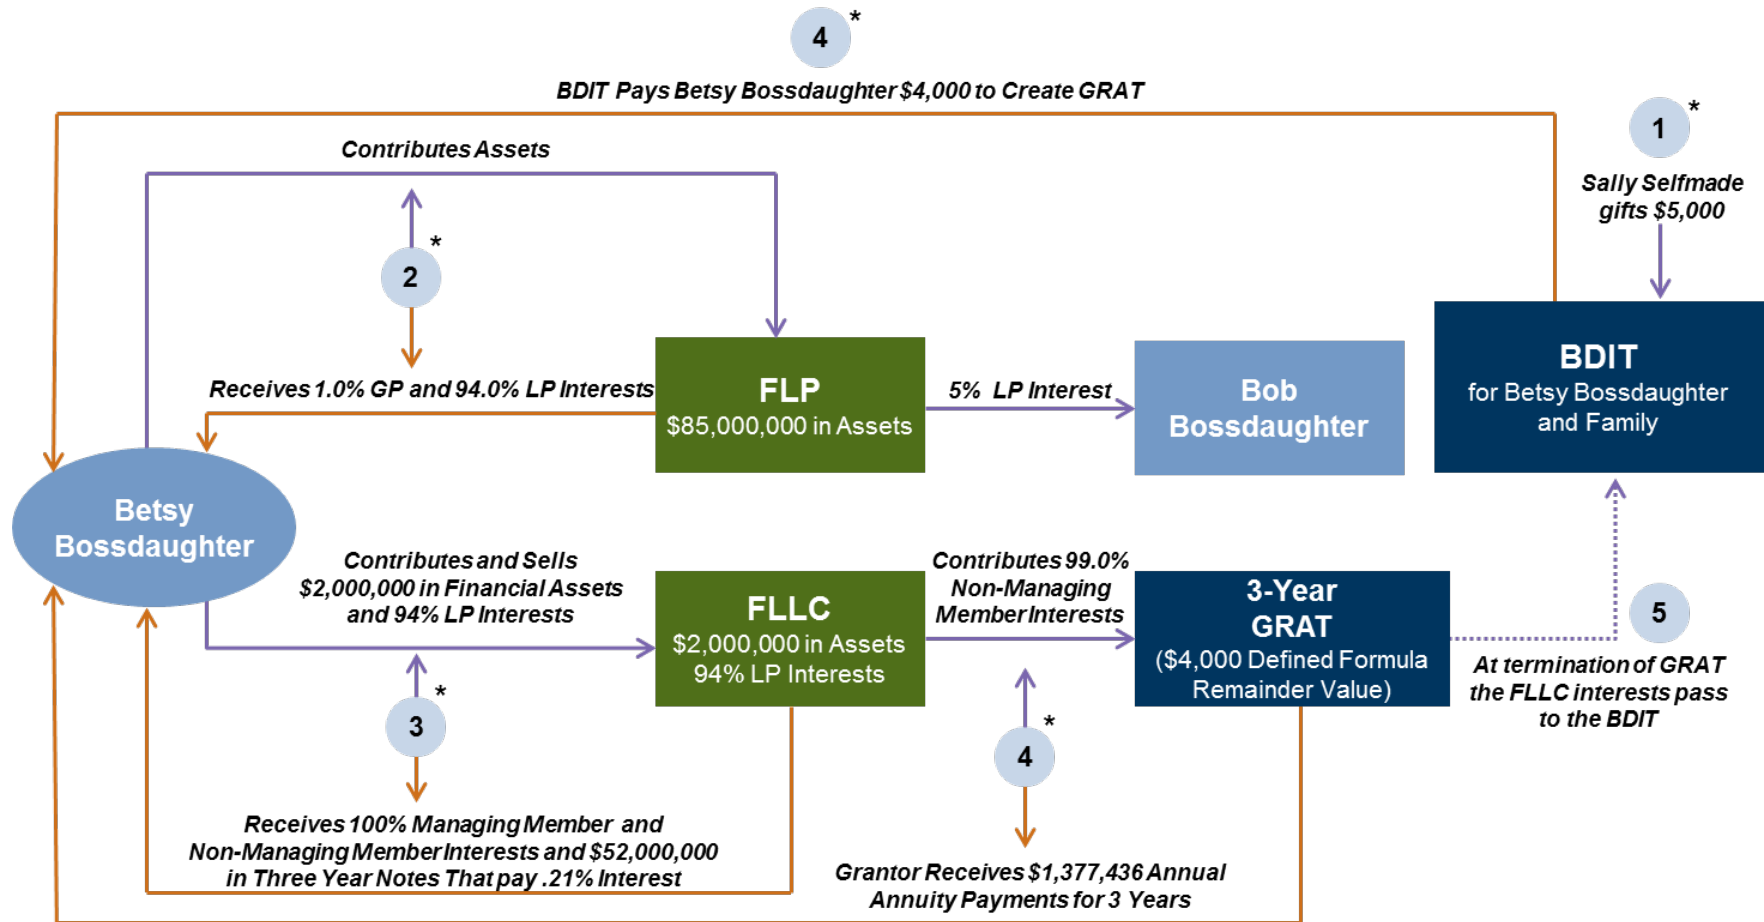 4 *
BDIT Pays Betsy Bossdaughter $4,000 to Create GRAT
1 *
Sally Selfmade
gifts $5,000
Contributes Assets
2 *
Receives 1.0% GP and 94.0% LP Interests
FLP
$85,000,000 in Assets
5% LP Interest
Bob
Bossdaughter
BDIT
for Betsy Bossdaughter
and Family
Betsy
Bossdaughter
Contributes and Sells
$2,000,000 in Financial Assets
and 94% LP Interests
FLLC
$2,000,000 in Assets
94% LP Interests
Contributes 99.0%
Non-Managing
Member Interests
3-Year
GRAT
($4,000 Defined Formula
Remainder Value)
5
At termination of GRAT
the FLLC interests pass
to the BDIT
3 *
Receives 100% Managing Member and
Non-Managing Member Interests and $52,000,000
in Three Year Notes That pay .21% Interest
4 *
Grantor Receives $1,377,436 Annual
Annuity Payments for 3 Years